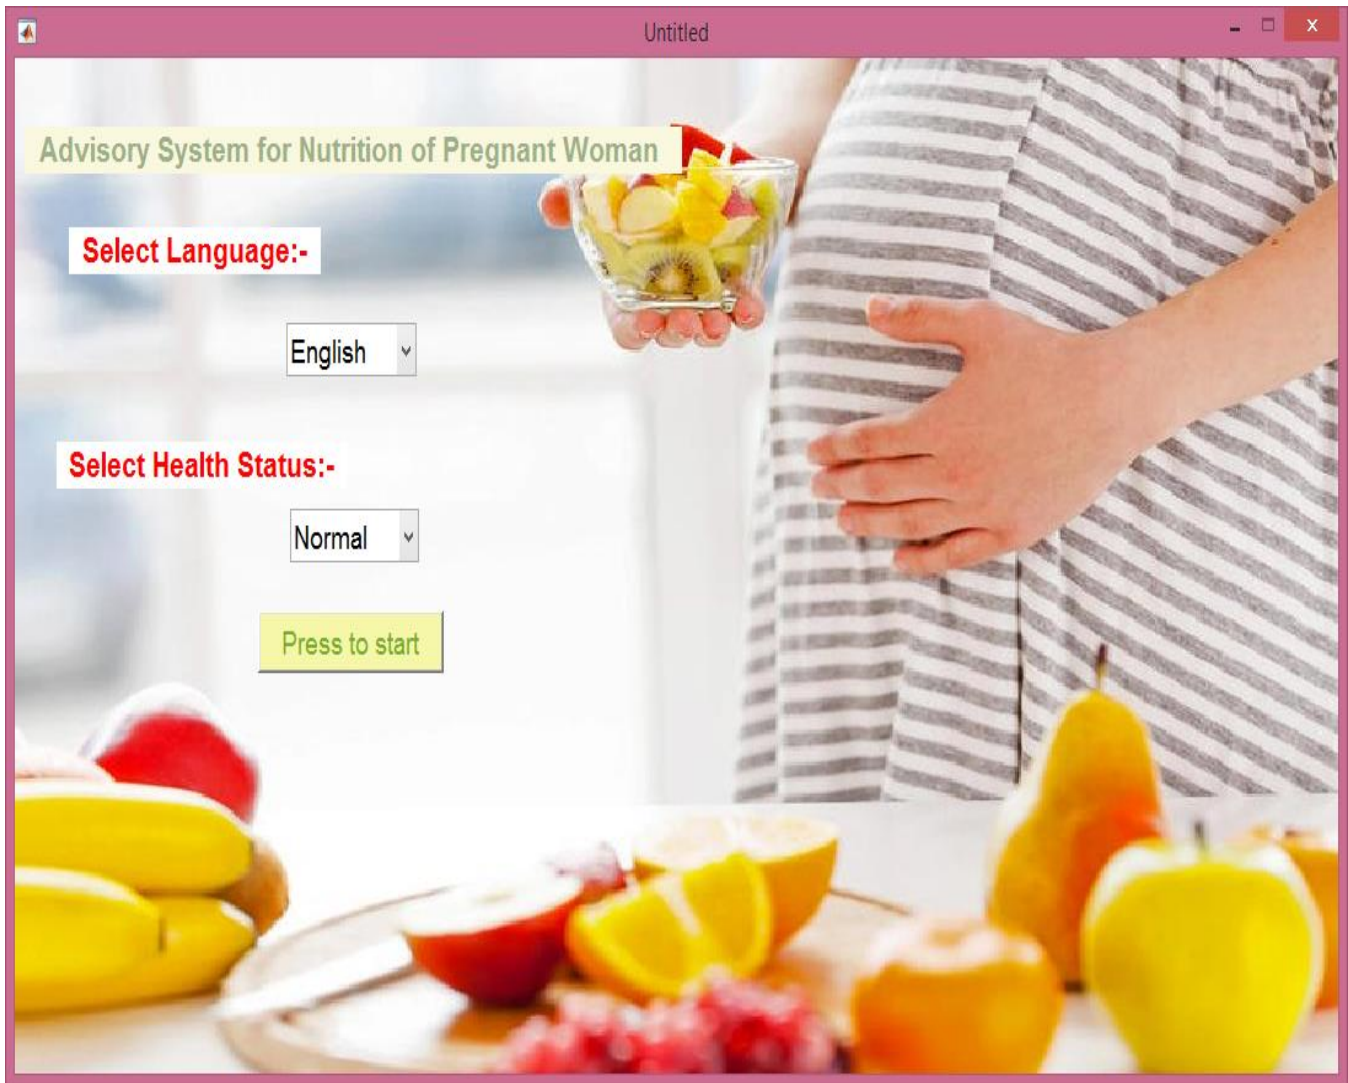 Untitled
Advisory System for Nutrition of Pregnant Woman
Select Language:-
English
Select Health Status:-
Normal
Press to start